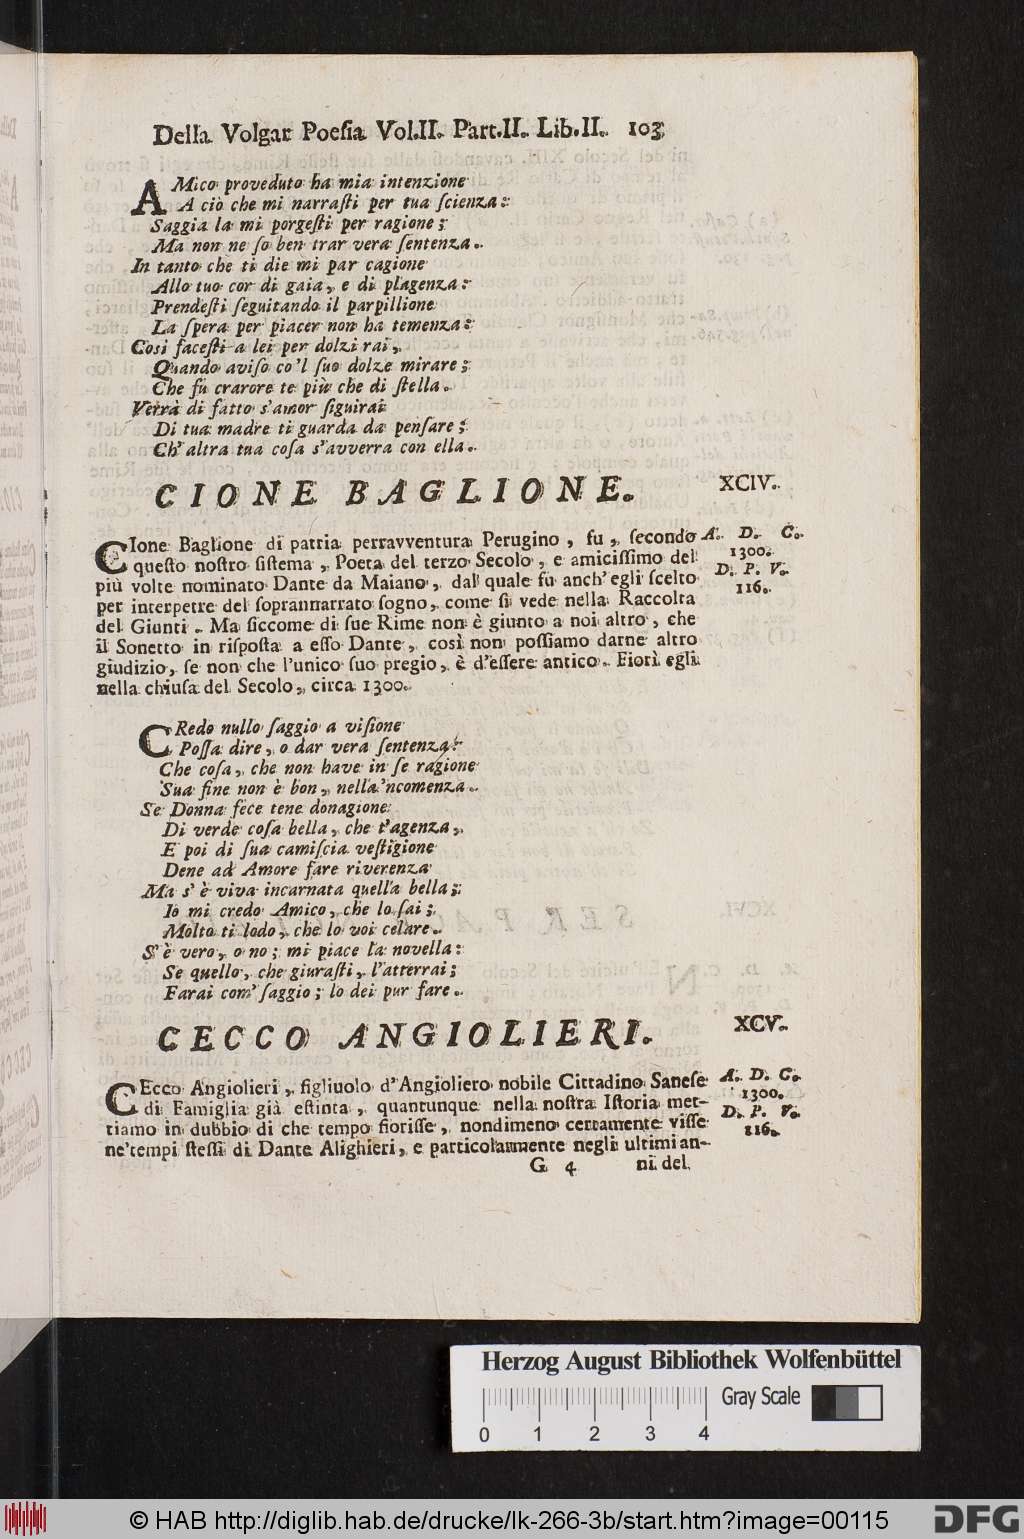 Della Volgar Poesia Vol.II. Part.II. Lib.II. 103
AMico proveduto ha mia intenzione
A ciò che mi narrasti per tua scienza:
Saggia la mi porgesti per ragione;
Ma non ne so ben trar vera sentenza.
In tanto che ti die mi par cagione
Allo tuo cor di gaia, e di plagenza:
Prendesti seguitando il parpillione
La spera per piacer non ha temenza:
Così facesti a lei per dolzi rai,
Quando aviso co'l suo dolze mirare;
Che fu crarore te più che di stella.
Verrà di fatto s'amor siguirai
Di tua madre ti guarda da pensare;
Ch'altra tua cosa s'avverra con ella.
CIONE BAGLIONE. XCIV.
CIone Baglione di patria perravventura Perugino, fu, secondo A. D. C.
questo nostro sistema, Poeta del terzo Secolo, e amicissimo del 1300.
più volte nominato Dante da Maiano, dal quale fu anch'egli scelto D. P. V.
per interpetre del soprannarrato sogno, come si vede nella Raccolta 116.
del Giunti. Ma siccome di sue Rime non è giunto a noi altro, che
il Sonetto in risposta a esso Dante, così non possiamo darne altro
giudizio, se non che l'unico suo pregio, è d'essere antico. Fiorì egli
nella chiusa del Secolo, circa 1300.
CRedo nullo saggio a visione
Possa dire, o dar vera sentenza:
Che cosa, che non have in se ragione
Sua fine non è bon, nella'ncomenza.
Se Donna fece tene donagione
Di verde cosa bella, che t'agenza,
E poi di sua camiscia vestigione
Dene ad Amore fare riverenza
Ma s'è viva incarnata quella bella;
Io mi credo Amico, che lo sai;
Molto ti lodo, che lo voi celare.
S'è vero, o no; mi piace la novella:
Se quello, che giurasti, l'atterrai;
Farai com' saggio; lo dei pur fare.
CECCO ANGIOLIERI. XCV.
CEcco Angiolieri, figliuolo d'Angioliero nobile Cittadino Sanese A. D. C.
di Famiglia già estinta, quantunque nella nostra Istoria met- 1300.
tiamo in dubbio di che tempo fiorisse, nondimeno certamente visse D. P. V.
ne'tempi stessi di Dante Alighieri, e particolarmente negli ultimi an- 116.
G 4 ni del
Herzog August Bibliothek Wolfenbüttel
Gray Scale
0 1 2 3 4
© HAB http://diglib.hab.de/drucke/lk-266-3b/start.htm?image=00115
DFG